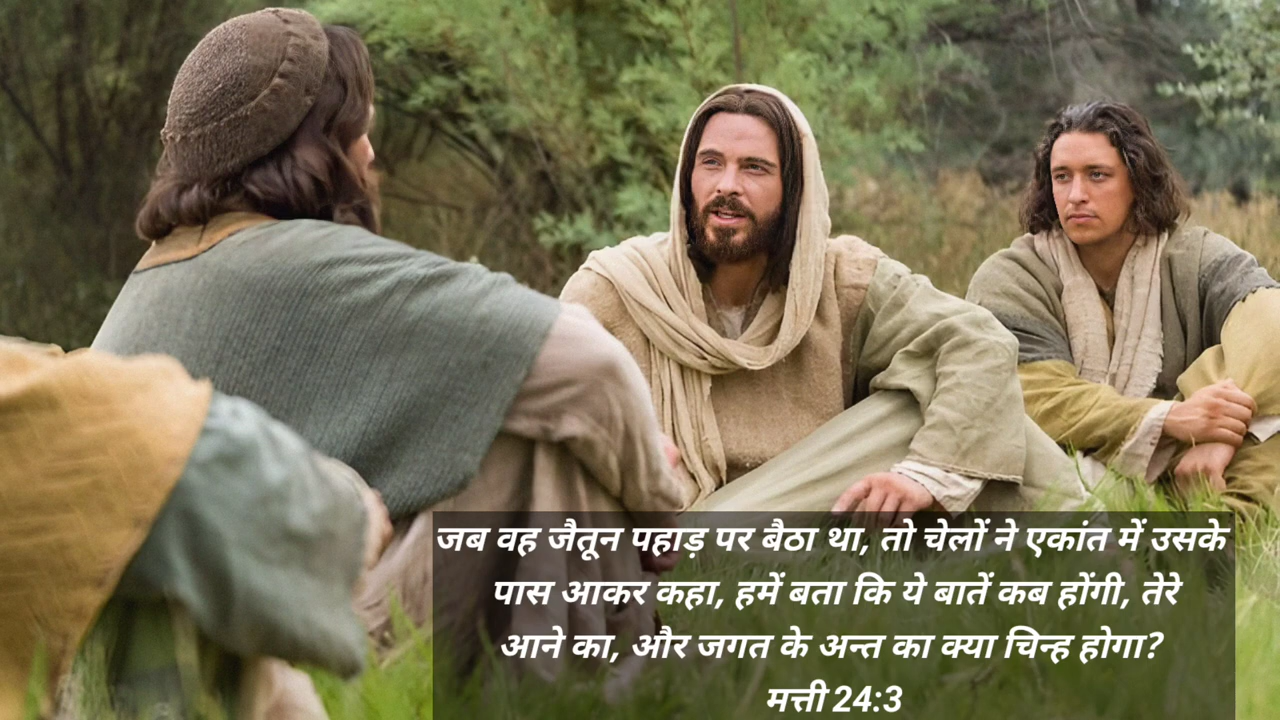 जब वह जैतून पहाड़ पर बैठा था, तो चेलों ने एकांत में उसके
पास आकर कहा, हमें बता कि ये बातें कब होंगी, तेरे
आने का, और जगत के अन्त का क्या चिन्ह होगा?
मत्ती 24:3